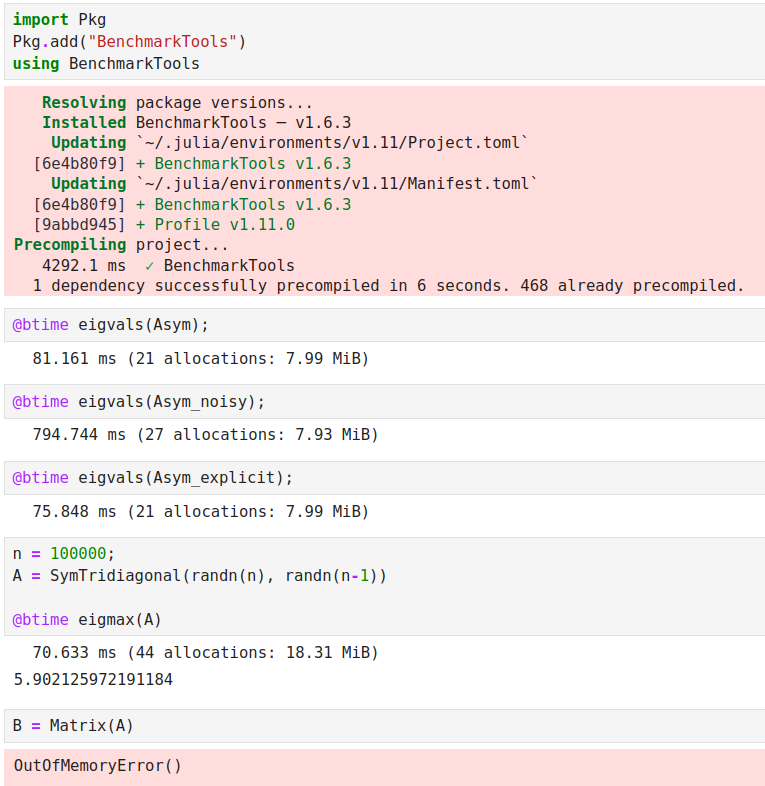 import Pkg
Pkg.add("BenchmarkTools")
using BenchmarkTools
   Resolving package versions...
   Installed BenchmarkTools ─ v1.6.3
    Updating `~/.julia/environments/v1.11/Project.toml`
  [6e4b80f9] + BenchmarkTools v1.6.3
    Updating `~/.julia/environments/v1.11/Manifest.toml`
  [6e4b80f9] + BenchmarkTools v1.6.3
  [9abbd945] + Profile v1.11.0
Precompiling project...
   4292.1 ms  ✓ BenchmarkTools
  1 dependency successfully precompiled in 6 seconds. 468 already precompiled.
@btime eigvals(Asym);
  81.161 ms (21 allocations: 7.99 MiB)
@btime eigvals(Asym_noisy);
  794.744 ms (27 allocations: 7.93 MiB)
@btime eigvals(Asym_explicit);
  75.848 ms (21 allocations: 7.99 MiB)
n = 100000;
A = SymTridiagonal(randn(n), randn(n-1))
@btime eigmax(A)
  70.633 ms (44 allocations: 18.31 MiB)
5.902125972191184
B = Matrix(A)
OutOfMemoryError()